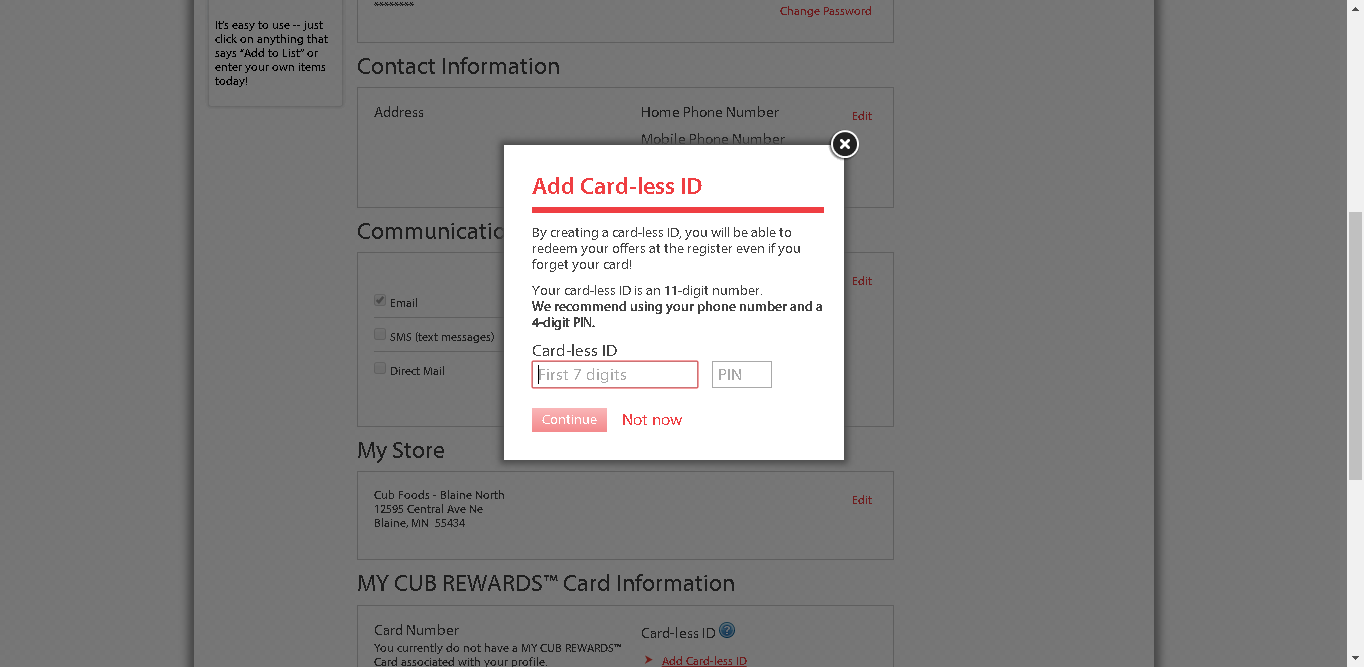 ********
Change Password
It's easy to use -- just
click on anything that
says "Add to List" or
enter your own items
today!
Contact Information
Address
Home Phone Number
Edit
Mobile Phone Number
Add Card-less ID
By creating a card-less ID, you will be able to
redeem your offers at the register even if you
forget your card!
Your card-less ID is an 11-digit number.
We recommend using your phone number and a
4-digit PIN.
Card-less ID
First 7 digits
PIN
Continue
Not now
Edit
Email
SMS (text messages)
Direct Mail
My Store
Cub Foods - Blaine North
12595 Central Ave Ne
Blaine, MN 55434
Edit
MY CUB REWARDS™ Card Information
Card Number
You currently do not have a MY CUB REWARDS™
Card associated with your profile.
Card-less ID ?
Add Card-less ID